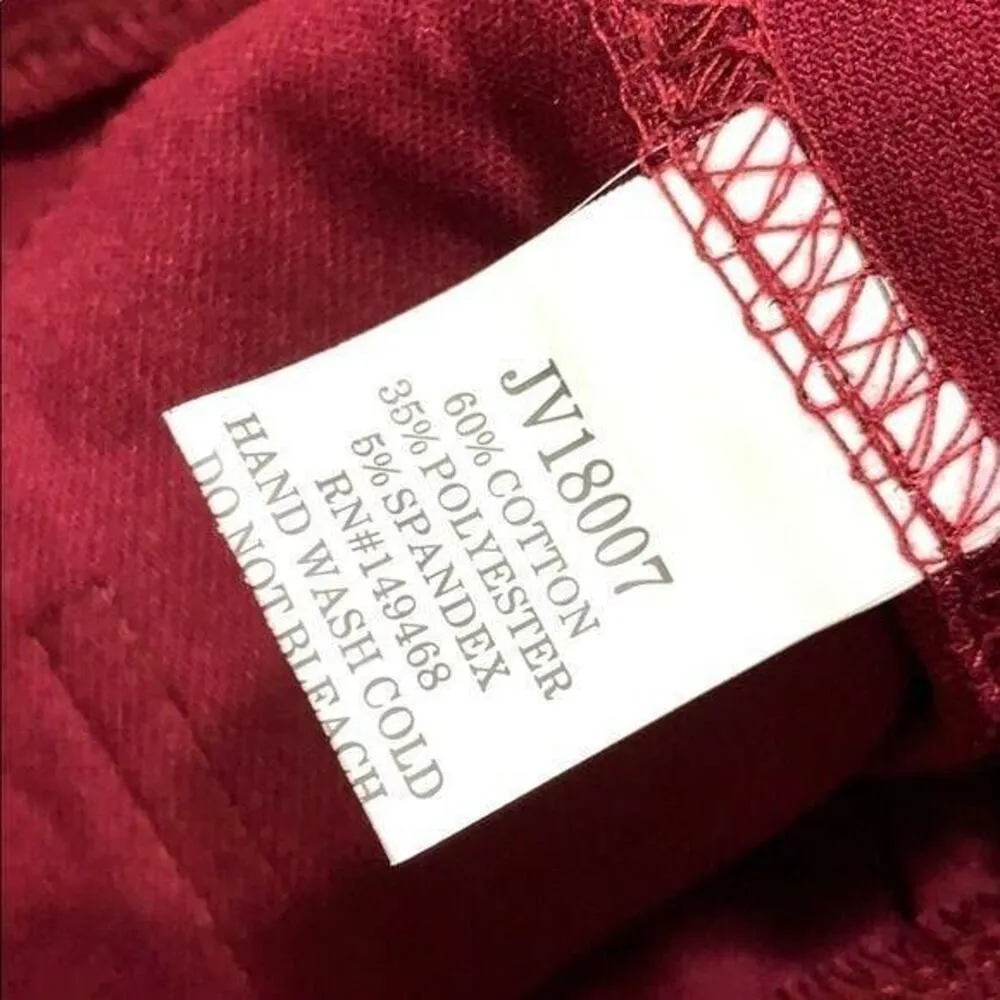 JV18007
60% COTTON
35% POLYESTER
5% SPANDEX
RN#149468
HAND WASH COLD
DO NOT BLEACH